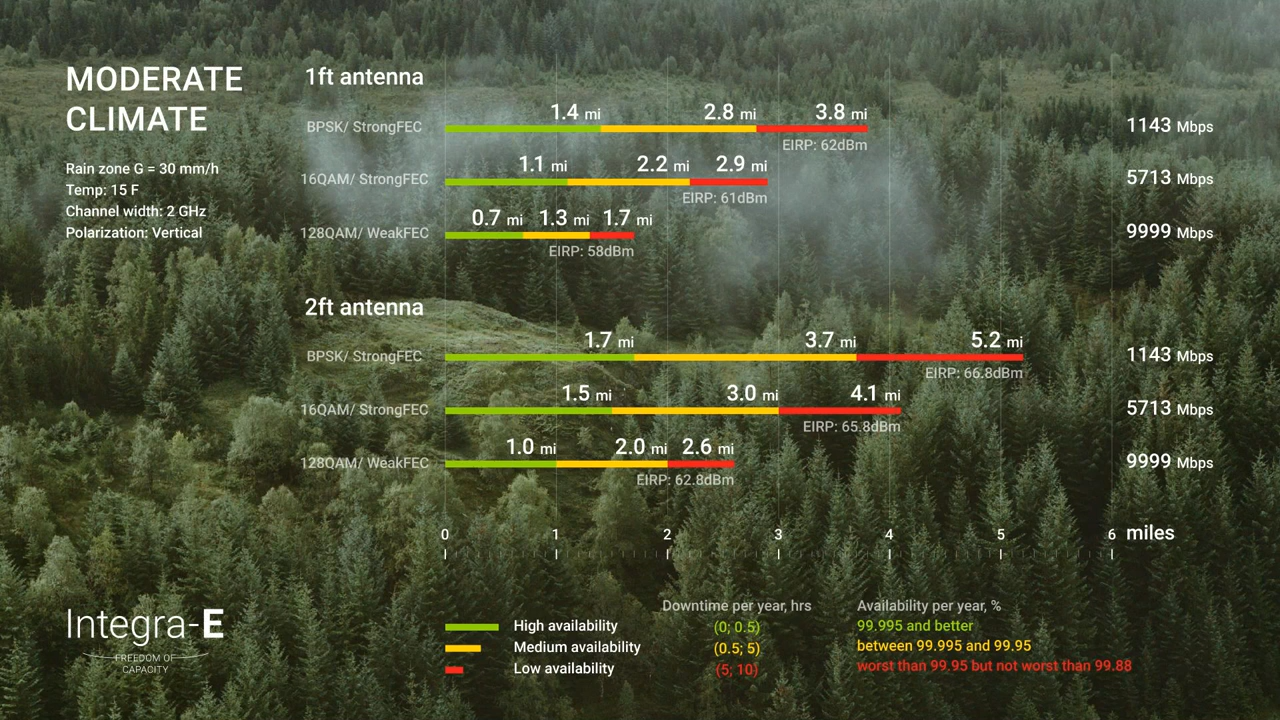 MODERATE
CLIMATE
Rain zone G = 30 mm/h
Temp: 15 F
Channel width: 2 GHz
Polarization: Vertical
1ft antenna
1.4 mi 2.8 mi 3.8 mi
BPSK/ StrongFEC 1143 Mbps
EIRP: 62dBm
1.1 mi 2.2 mi 2.9 mi
16QAM/ StrongFEC 5713 Mbps
EIRP: 61dBm
0.7 mi 1.3 mi 1.7 mi
128QAM/ WeakFEC 9999 Mbps
EIRP: 58dBm
2ft antenna
1.7 mi 3.7 mi 5.2 mi
BPSK/ StrongFEC 1143 Mbps
EIRP: 66.8dBm
1.5 mi 3.0 mi 4.1 mi
16QAM/ StrongFEC 5713 Mbps
EIRP: 65.8dBm
1.0 mi 2.0 mi 2.6 mi
128QAM/ WeakFEC 9999 Mbps
EIRP: 62.8dBm
0 1 2 3 4 5 6 miles
Integra-E
FREEDOM OF
CAPACITY
Downtime per year, hrs Availability per year, %
High availability (0; 0.5) 99.995 and better
Medium availability (0.5; 5) between 99.995 and 99.95
Low availability (5; 10) worst than 99.95 but not worst than 99.88